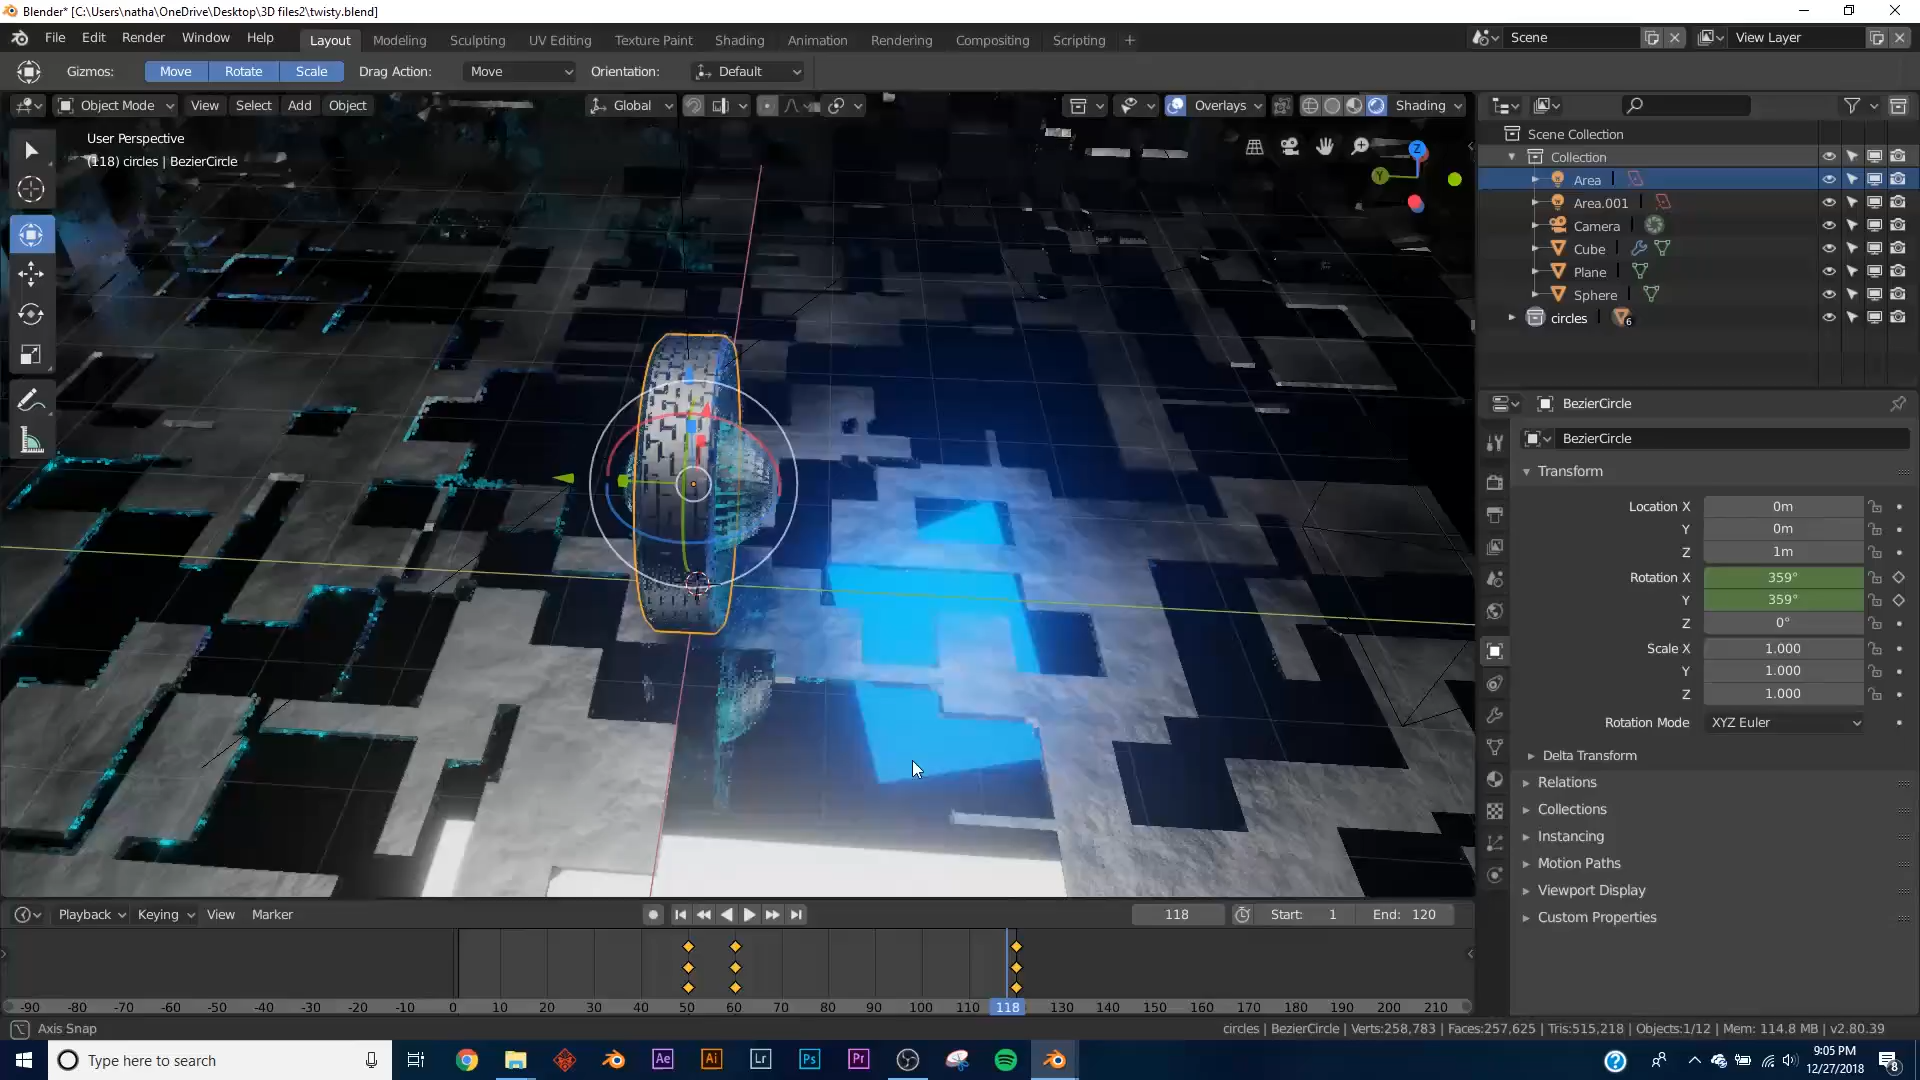 Blender* [C:\Users\natha\OneDrive\Desktop\3D files2\twisty.blend]
File Edit Render Window Help Layout Modeling Sculpting UV Editing Texture Paint Shading Animation Rendering Compositing Scripting + Scene View Layer
Gizmos: Move Rotate Scale Drag Action: Move Orientation: Default
Object Mode View Select Add Object Global Overlays Shading
User Perspective
(118) circles | BezierCircle
Z
Y
Scene Collection
Collection
Area
Area.001
Camera
Cube
Plane
Sphere
circles 6
BezierCircle
BezierCircle
Transform
Location X 0m
Y 0m
Z 1m
Rotation X 359°
Y 359°
Z 0°
Scale X 1.000
Y 1.000
Z 1.000
Rotation Mode XYZ Euler
Delta Transform
Relations
Collections
Instancing
Motion Paths
Viewport Display
Custom Properties
Playback Keying View Marker 118 Start: 1 End: 120
-90 -80 -70 -60 -50 -40 -30 -20 -10 0 10 20 30 40 50 60 70 80 90 100 110 118 130 140 150 160 170 180 190 200 210
Axis Snap
circles | BezierCircle | Verts:258,783 | Faces:257,625 | Tris:515,218 | Objects:1/12 | Mem: 114.8 MB | v2.80.39
Type here to search
Ae Ai Lr Ps Pr
9:05 PM
12/27/2018
8